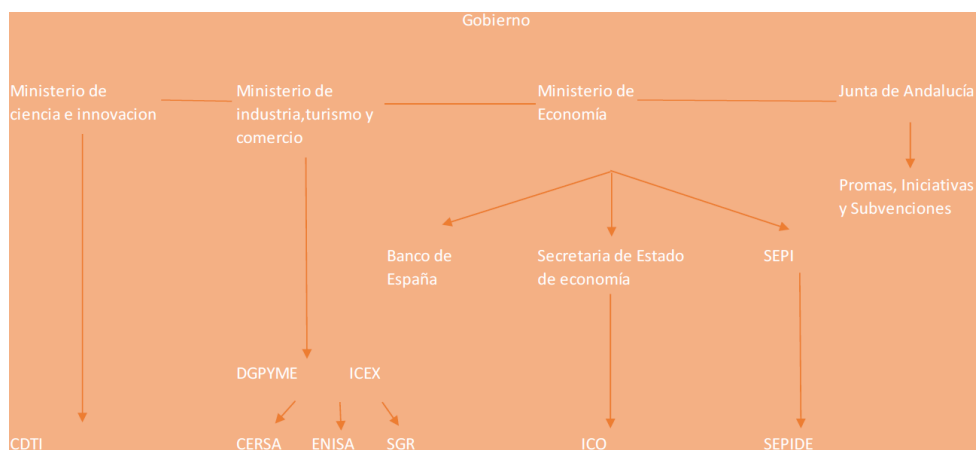 Gobierno
Ministerio de
ciencia e innovacion
Ministerio de
industria,turismo y
comercio
Ministerio de
Economía
Junta de Andalucía
Promas, Iniciativas
y Subvenciones
Banco de
España
Secretaria de Estado
de economía
SEPI
DGPYME
ICEX
CDTI
CERSA
ENISA
SGR
ICO
SEPIDE